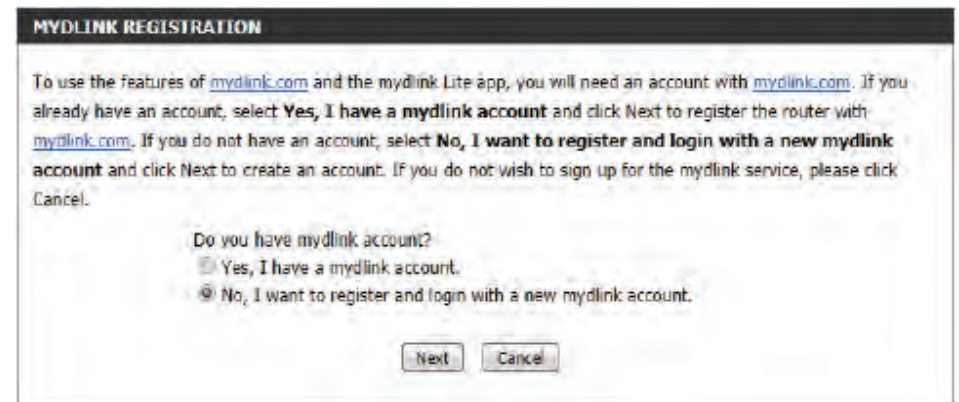 MYDLINK REGISTRATION
To use the features of mydlink.com and the mydlink Lite app, you will need an account with mydlink.com. If you
already have an account, select Yes, I have a mydlink account and click Next to register the router with
mydlink.com. If you do not have an account, select No, I want to register and login with a new mydlink
account and click Next to create an account. If you do not wish to sign up for the mydlink service, please click
Cancel.
Do you have mydlink account?
Yes, I have a mydlink account.
No, I want to register and login with a new mydlink account.
Next Cancel